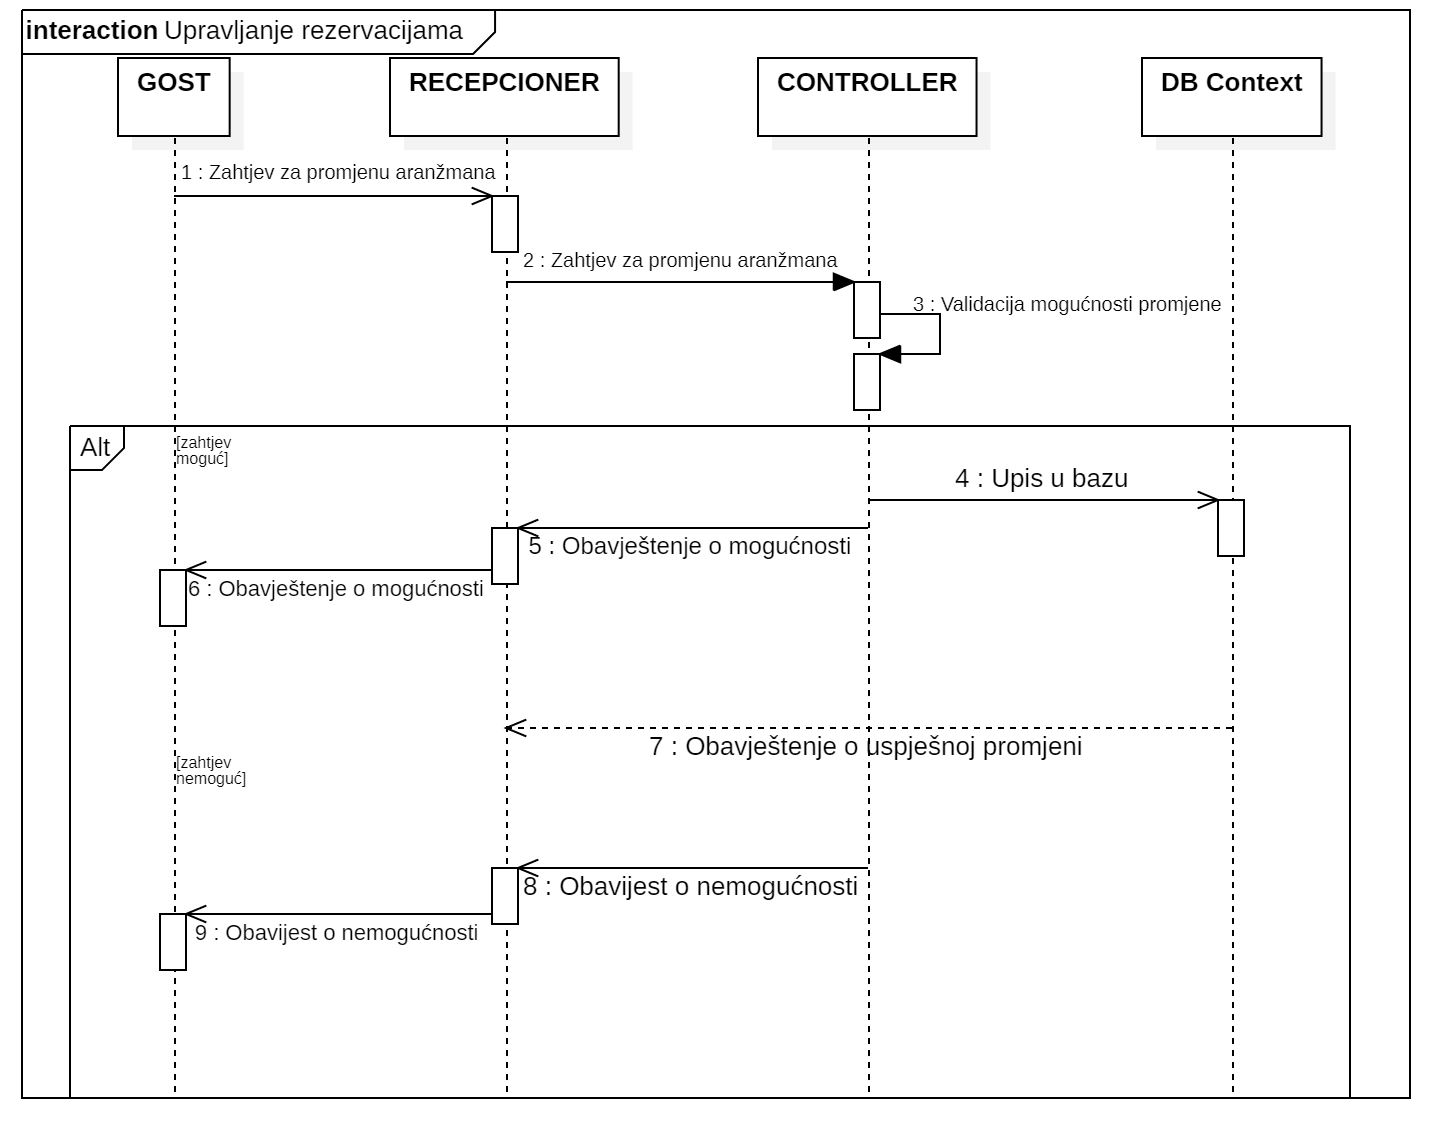 interaction Upravljanje rezervacijama
GOST
RECEPCIONER
CONTROLLER
DB Context
1 : Zahtjev za promjenu aranžmana
2 : Zahtjev za promjenu aranžmana
3 : Validacija mogućnosti promjene
Alt
[zahtjev
moguć]
4 : Upis u bazu
5 : Obavještenje o mogućnosti
6 : Obavještenje o mogućnosti
7 : Obavještenje o uspješnoj promjeni
[zahtjev
nemoguć]
8 : Obavijest o nemogućnosti
9 : Obavijest o nemogućnosti